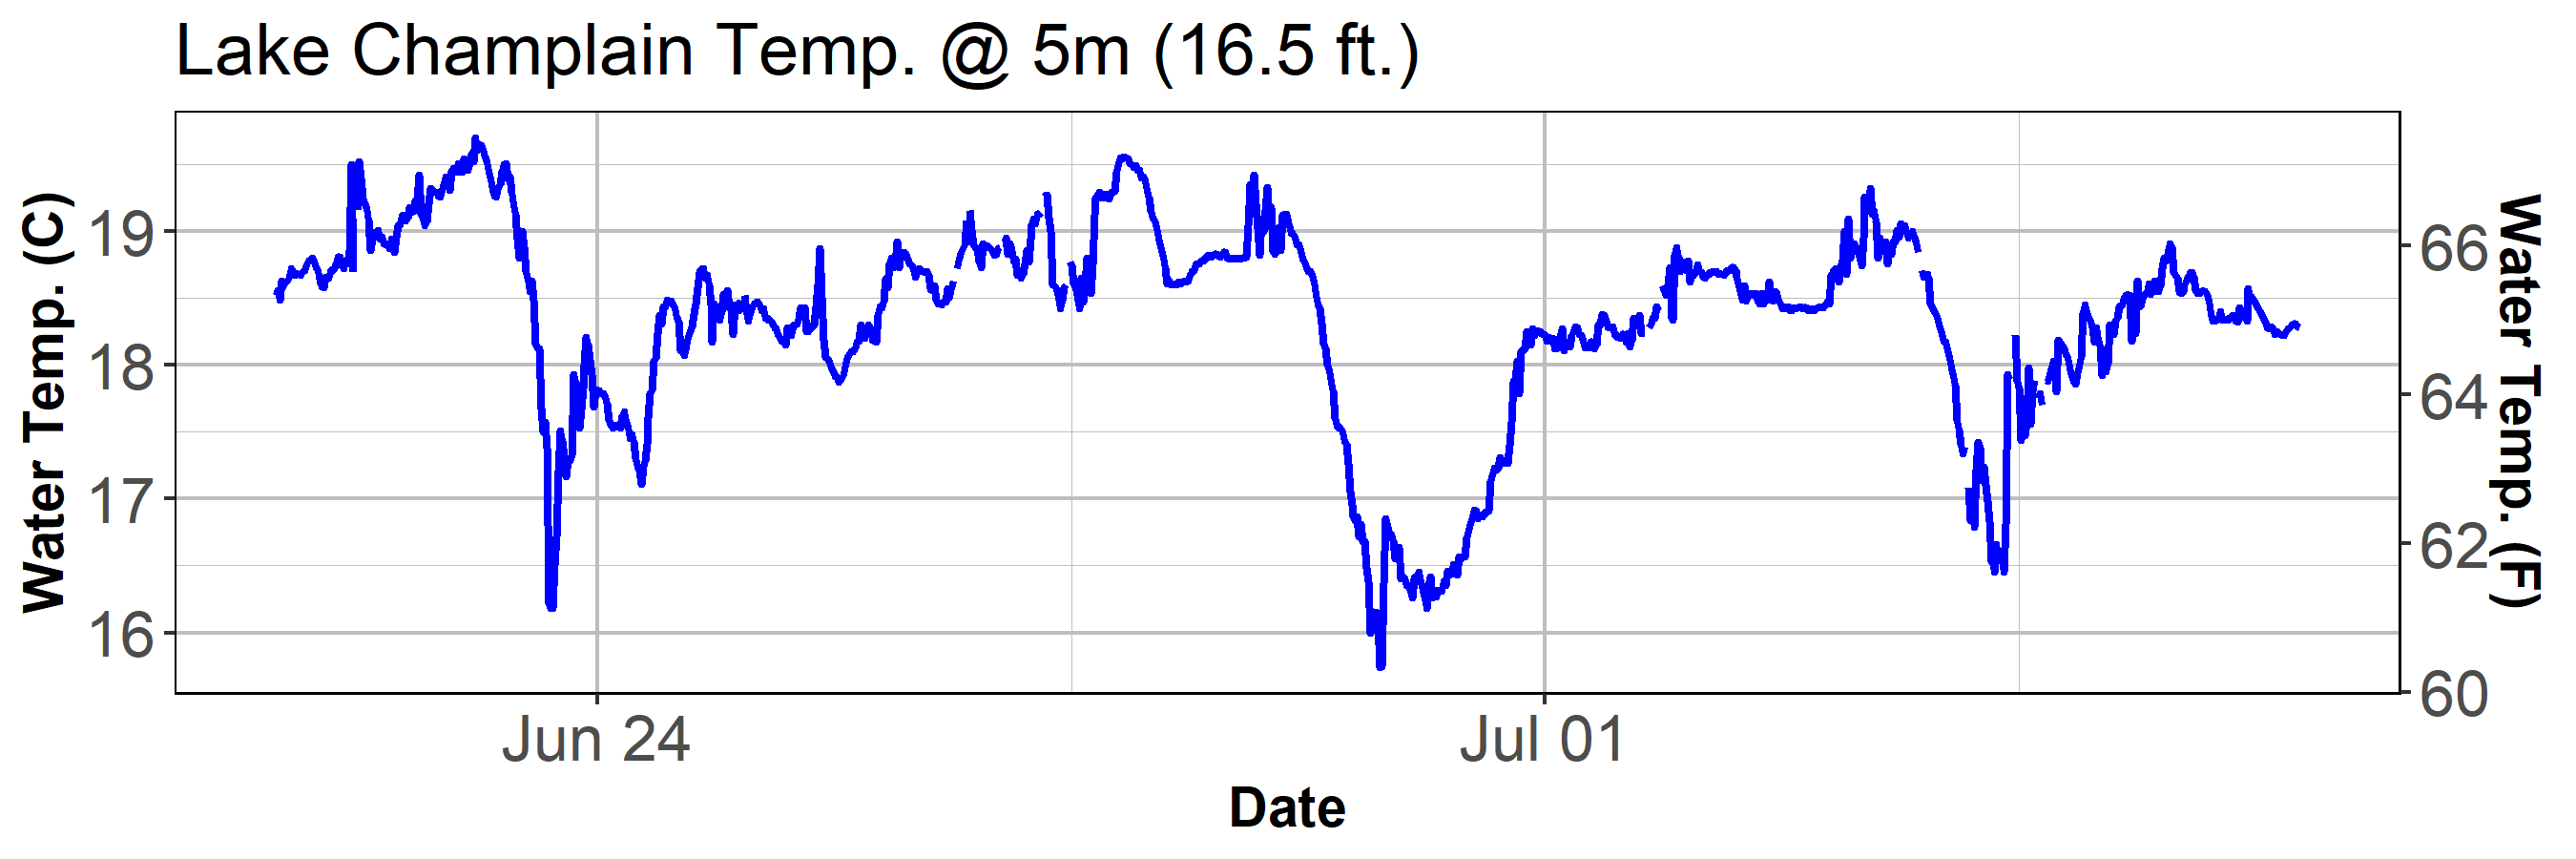 Lake Champlain Temp. @ 5m (16.5 ft.)
Water Temp. (C)
19
18
17
16
66
64
62
60
Water Temp. (F)
Jun 24
Jul 01
Date